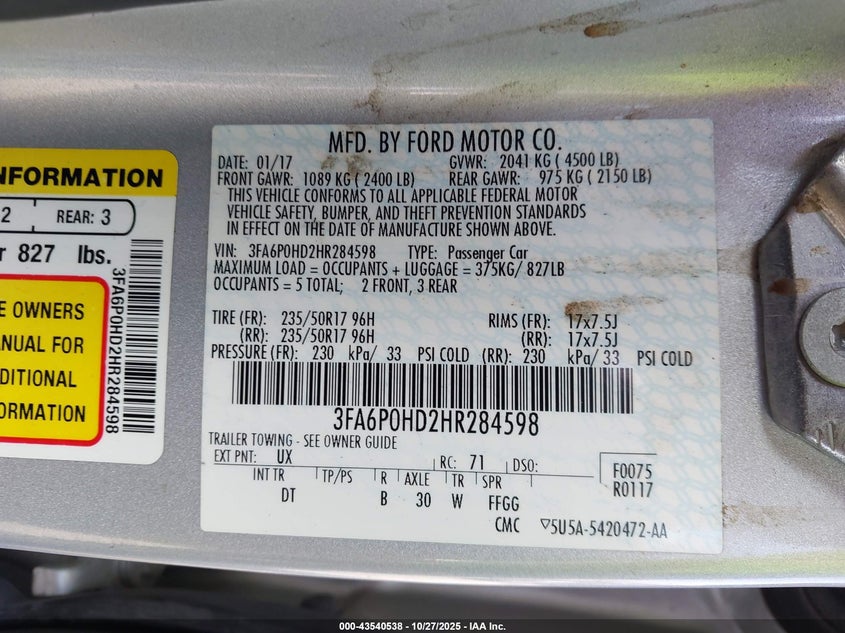 INFORMATION
2 REAR: 3
r 827 lbs.
E OWNERS
ANUAL FOR
DITIONAL
FORMATION
3FA6P0HD2HR284598
MFD. BY FORD MOTOR CO.
DATE: 01/17 GVWR: 2041 KG ( 4500 LB)
FRONT GAWR: 1089 KG ( 2400 LB) REAR GAWR: 975 KG ( 2150 LB)
THIS VEHICLE CONFORMS TO ALL APPLICABLE FEDERAL MOTOR
VEHICLE SAFETY, BUMPER, AND THEFT PREVENTION STANDARDS
IN EFFECT ON THE DATE OF MANUFACTURE SHOWN ABOVE.
VIN: 3FA6P0HD2HR284598 TYPE: Passenger Car
MAXIMUM LOAD = OCCUPANTS + LUGGAGE = 375KG/ 827LB
OCCUPANTS = 5 TOTAL; 2 FRONT, 3 REAR
TIRE (FR): 235/50R17 96H RIMS (FR): 17x7.5J
(RR): 235/50R17 96H (RR): 17x7.5J
PRESSURE (FR): 230 kPa/ 33 PSI COLD (RR): 230 kPa/ 33 PSI COLD
3FA6P0HD2HR284598
TRAILER TOWING - SEE OWNER GUIDE
EXT PNT: UX RC: 71 DSO: F0075
INT TR TP/PS R AXLE TR SPR R0117
DT B 30 W FFGG
CMC 5U5A-5420472-AA
000-43540538 - 10/27/2025 - IAA Inc.